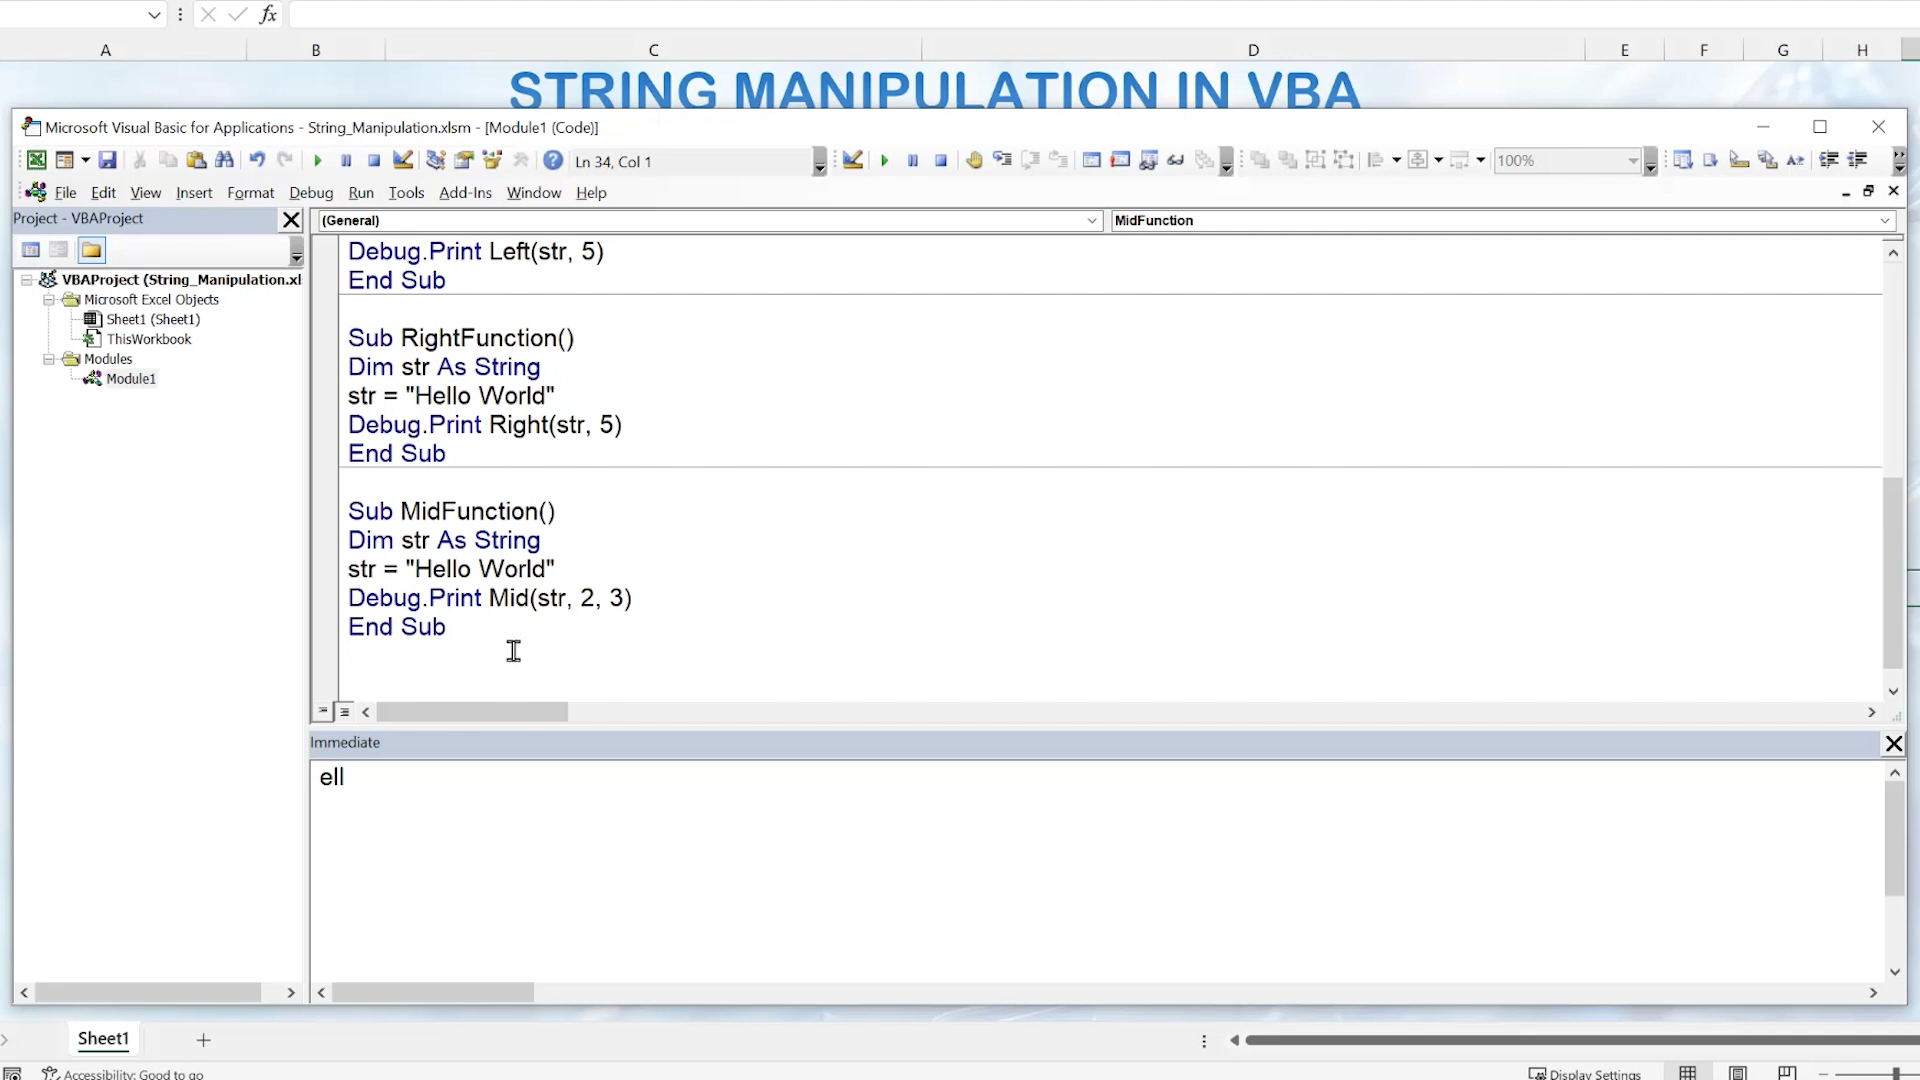 A B C D E F G H
STRING MANIPULATION IN VBA
Microsoft Visual Basic for Applications - String_Manipulation.xlsm - [Module1 (Code)]
Ln 34, Col 1
100%
File Edit View Insert Format Debug Run Tools Add-Ins Window Help
Project - VBAProject
(General)
MidFunction
VBAProject (String_Manipulation.xl
Microsoft Excel Objects
Sheet1 (Sheet1)
ThisWorkbook
Modules
Module1
Debug.Print Left(str, 5)
End Sub
Sub RightFunction()
Dim str As String
str = "Hello World"
Debug.Print Right(str, 5)
End Sub
Sub MidFunction()
Dim str As String
str = "Hello World"
Debug.Print Mid(str, 2, 3)
End Sub
Immediate
ell
Sheet1
Accessibility: Good to go
Display Settings